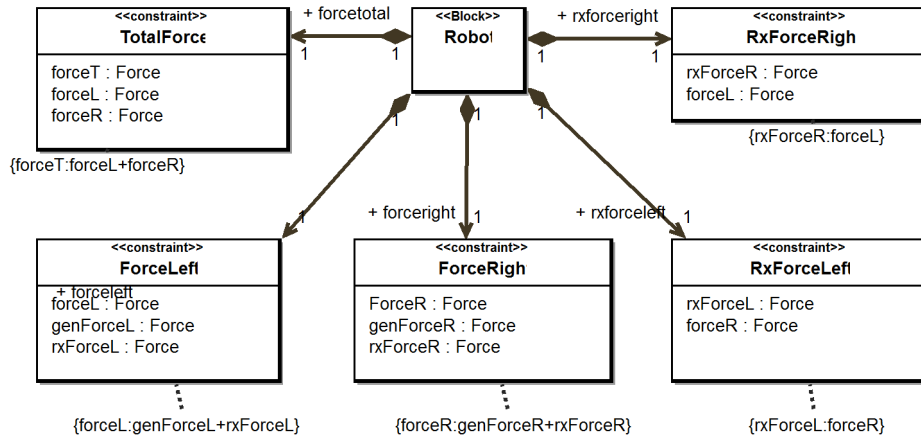 <<constraint>>
TotalForce
forceT : Force
forceL : Force
forceR : Force
{forceT:forceL+forceR}
+ forcetotal
1
1
<<Block>>
Robot
+ rxforceright
1
1
<<constraint>>
RxForceRigh
rxForceR : Force
forceL : Force
{rxForceR:forceL}
1
1
1
1
+ forceright
1
+ rxforceleft
1
<<constraint>>
ForceLeft
+ forceleft
forceL : Force
genForceL : Force
rxForceL : Force
{forceL:genForceL+rxForceL}
<<constraint>>
ForceRigh
ForceR : Force
genForceR : Force
rxForceR : Force
{forceR:genForceR+rxForceR}
<<constraint>>
RxForceLeft
rxForceL : Force
forceR : Force
{rxForceL:forceR}